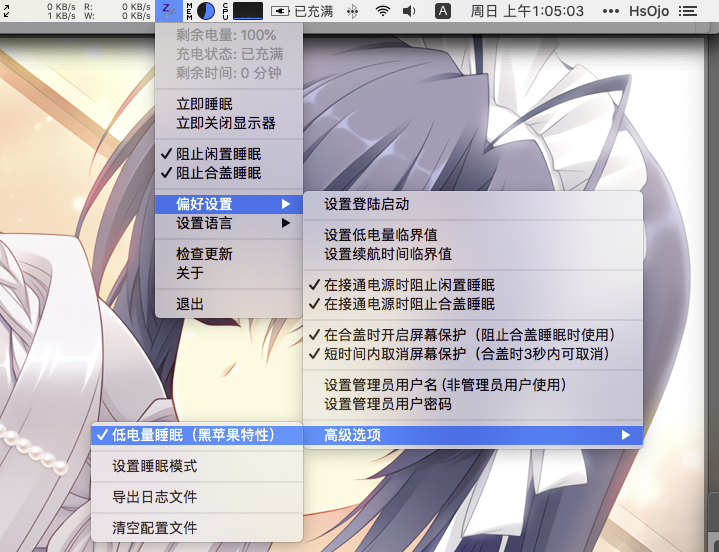 0 KB/s R: 0 KB/s MEM CPU 已充满 A 周日 上午1:05:03 HsOjo
1 KB/s W: 0 KB/s
剩余电量: 100%
充电状态: 已充满
剩余时间: 0 分钟
立即睡眠
立即关闭显示器
阻止闲置睡眠
阻止合盖睡眠
偏好设置
设置语言
检查更新
关于
退出
设置登陆启动
设置低电量临界值
设置续航时间临界值
在接通电源时阻止闲置睡眠
在接通电源时阻止合盖睡眠
在合盖时开启屏幕保护（阻止合盖睡眠时使用）
短时间内取消屏幕保护（合盖时3秒内可取消）
设置管理员用户名 (非管理员用户使用)
设置管理员用户密码
高级选项
低电量睡眠（黑苹果特性）
设置睡眠模式
导出日志文件
清空配置文件